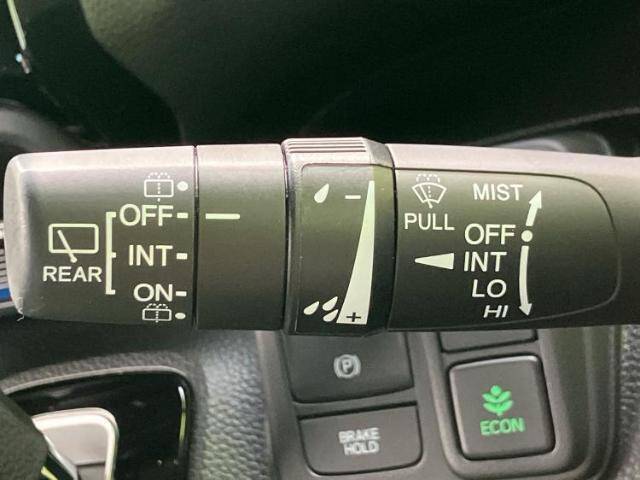 REAR
OFF
INT
ON
-
+
PULL
MIST
OFF
INT
LO
HI
P
BRAKE
HOLD
ECON